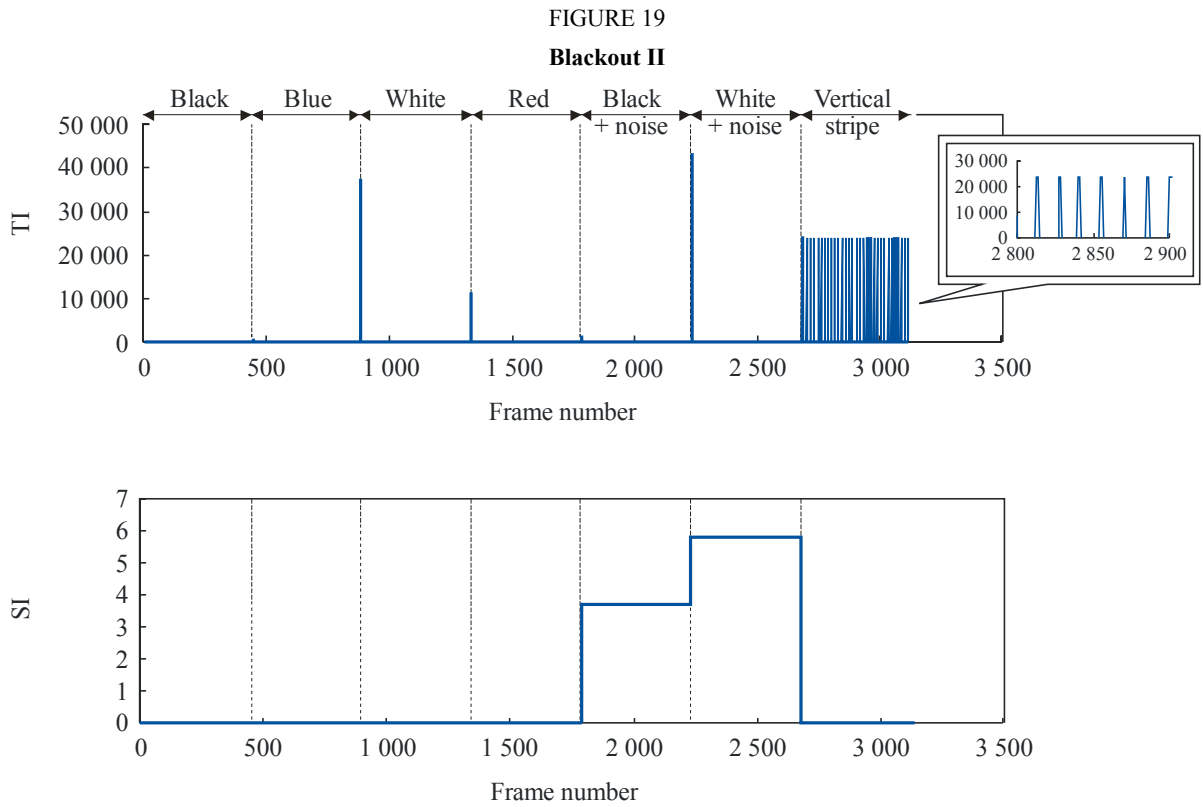 FIGURE 19
Blackout II
Black Blue White Red Black + noise White + noise Vertical stripe
TI
50 000
40 000
30 000
20 000
10 000
0
0 500 1 000 1 500 2 000 2 500 3 000 3 500
Frame number
30 000
20 000
10 000
0
2 800 2 850 2 900
SI
7
6
5
4
3
2
1
0
0 500 1 000 1 500 2 000 2 500 3 000 3 500
Frame number